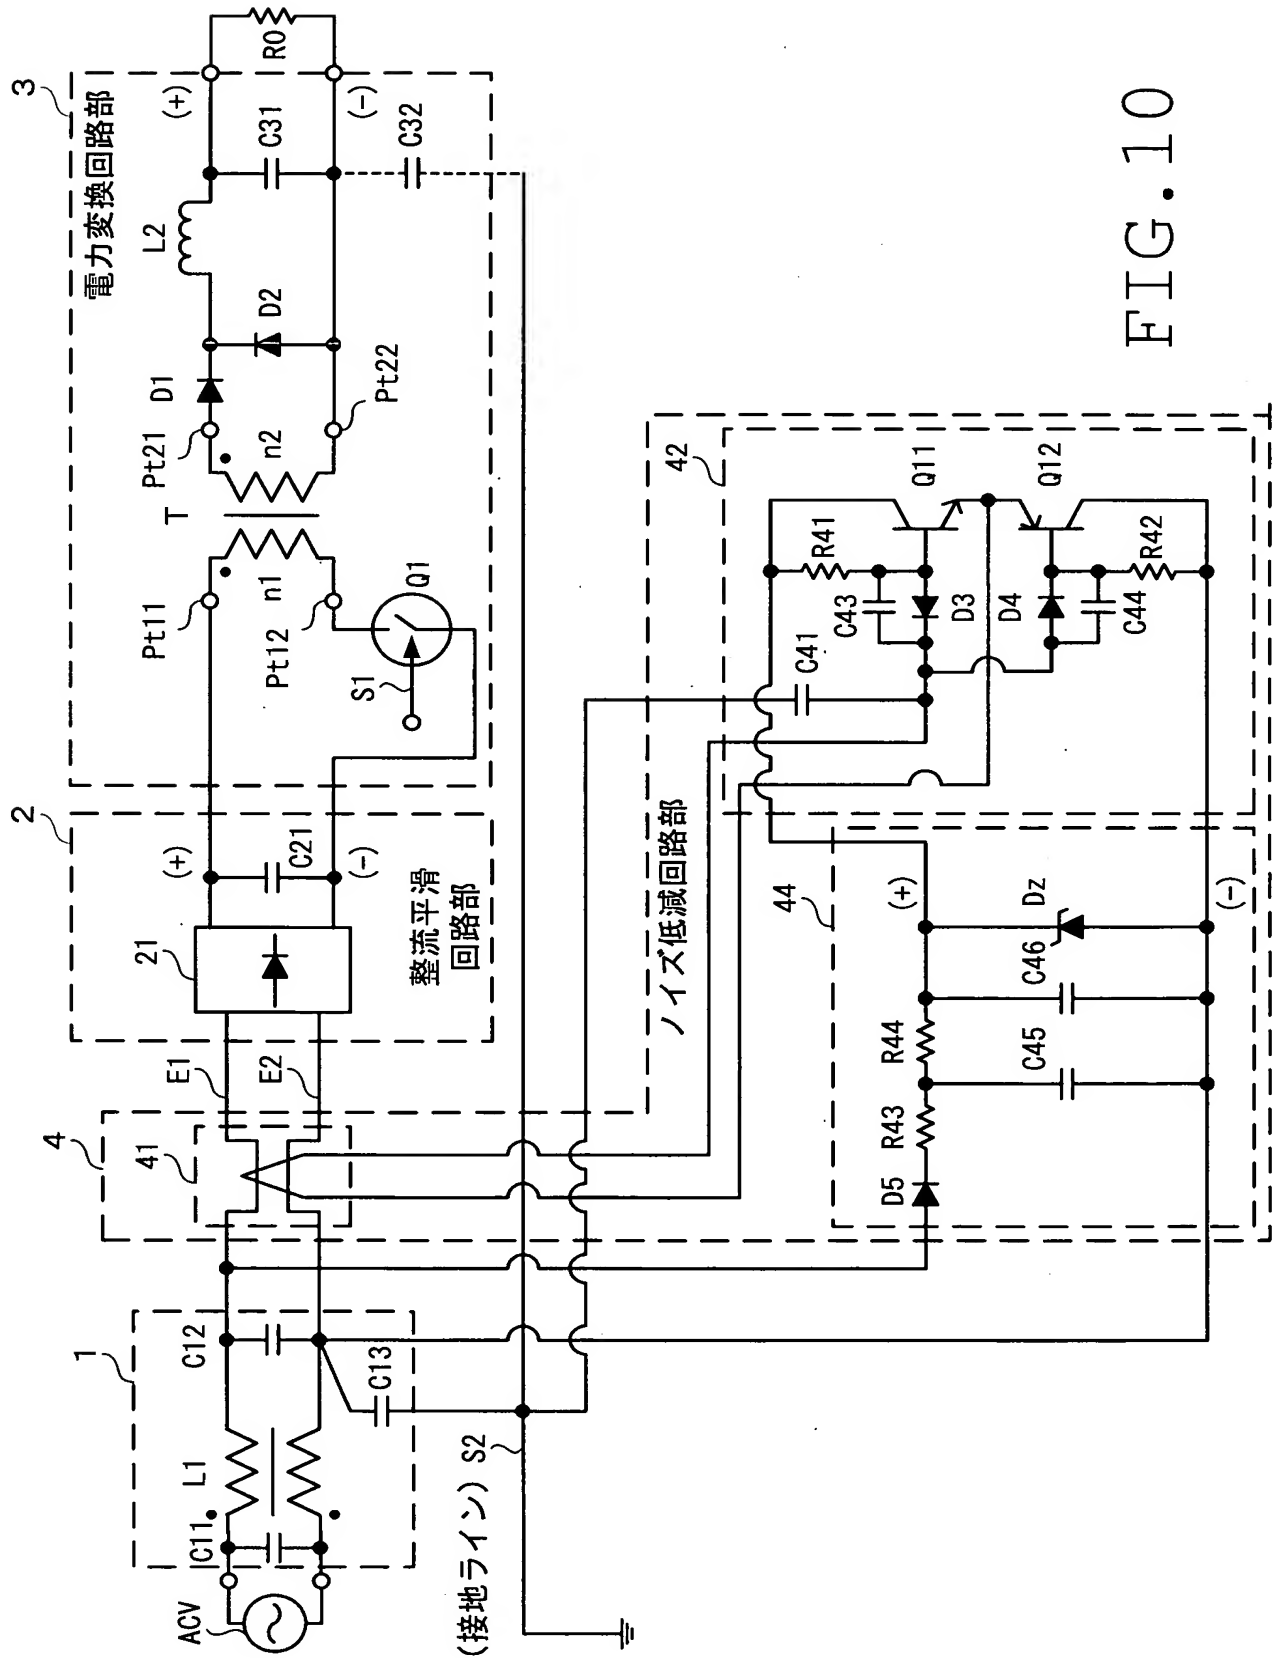 3
電力変換回路部
(+)
(-)
R0
C31
C32
L2
D2
D1
Pt21
Pt22
n2
T
n1
Pt11
Pt12
Q1
S1
2
(+)
(-)
C21
21
整流平滑
回路部
E1
E2
4
41
ノイズ低減回路部
42
Q11
Q12
R41
R42
C43
D3
D4
C44
C41
44
(+)
(-)
Dz
C46
C45
R44
R43
D5
1
C12
C13
L1
C11
ACV
(接地ライン) S2
FIG.10